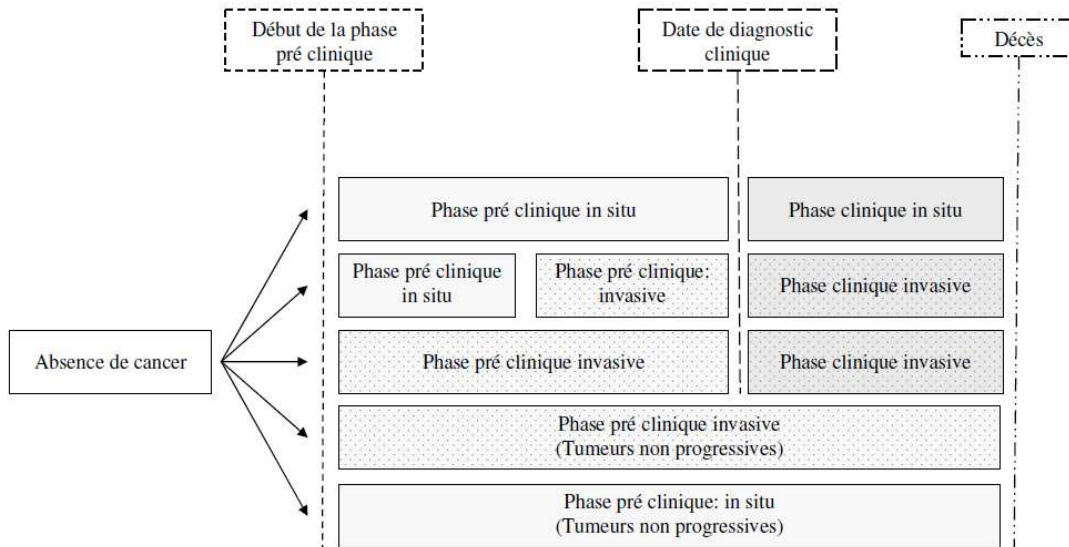 Début de la phase
pré clinique
Date de diagnostic
clinique
Décès
Phase pré clinique in situ
Phase clinique in situ
Phase pré clinique
in situ
Phase pré clinique:
invasive
Phase clinique invasive
Absence de cancer
Phase pré clinique invasive
Phase clinique invasive
Phase pré clinique invasive
(Tumeurs non progressives)
Phase pré clinique: in situ
(Tumeurs non progressives)